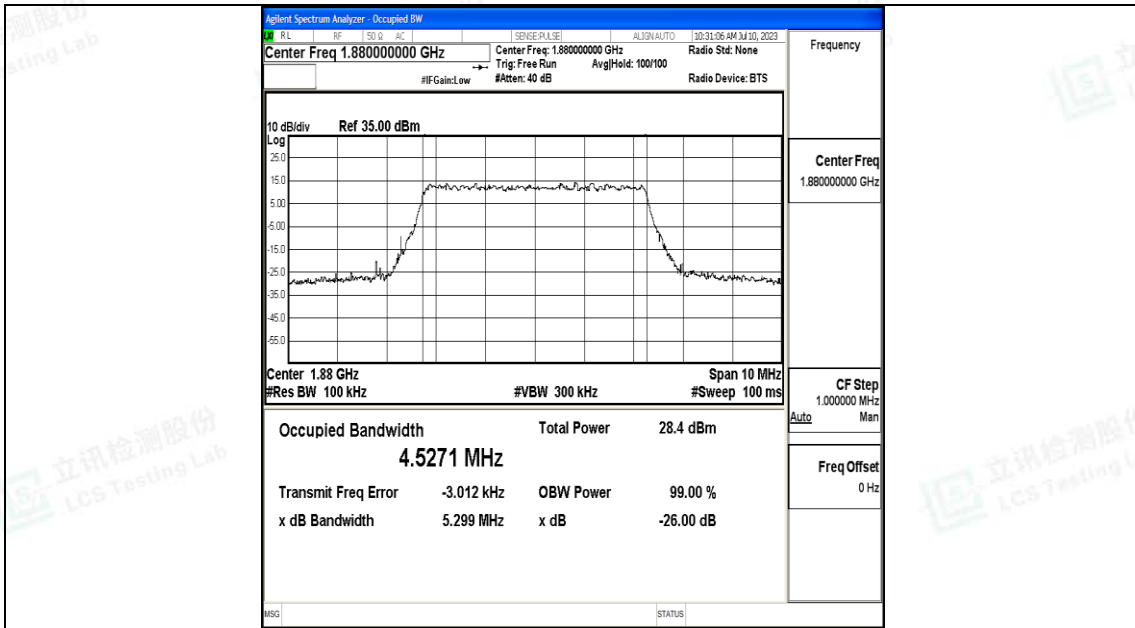 Agilent Spectrum Analyzer - Occupied BW
RL RF 50 Ω AC SENSE:PULSE ALIGN AUTO 10:31:06 AM Jul 10, 2023
Center Freq 1.880000000 GHz
Center Freq: 1.880000000 GHz Radio Std: None
Trig: Free Run Avg|Hold: 100/100
#IFGain:Low #Atten: 40 dB Radio Device: BTS
10 dB/div Ref 35.00 dBm
Log
25.0
15.0
5.00
-5.00
-15.0
-25.0
-35.0
-45.0
-55.0
Center 1.88 GHz Span 10 MHz
#Res BW 100 kHz #VBW 300 kHz #Sweep 100 ms
Occupied Bandwidth Total Power 28.4 dBm
4.5271 MHz
Transmit Freq Error -3.012 kHz OBW Power 99.00 %
x dB Bandwidth 5.299 MHz x dB -26.00 dB
MSG STATUS
Frequency
Center Freq
1.880000000 GHz
CF Step
1.000000 MHz
Auto Man
Freq Offset
0 Hz
立讯检测股份
LCS Testing Lab
立讯检测股份
LCS Testing L